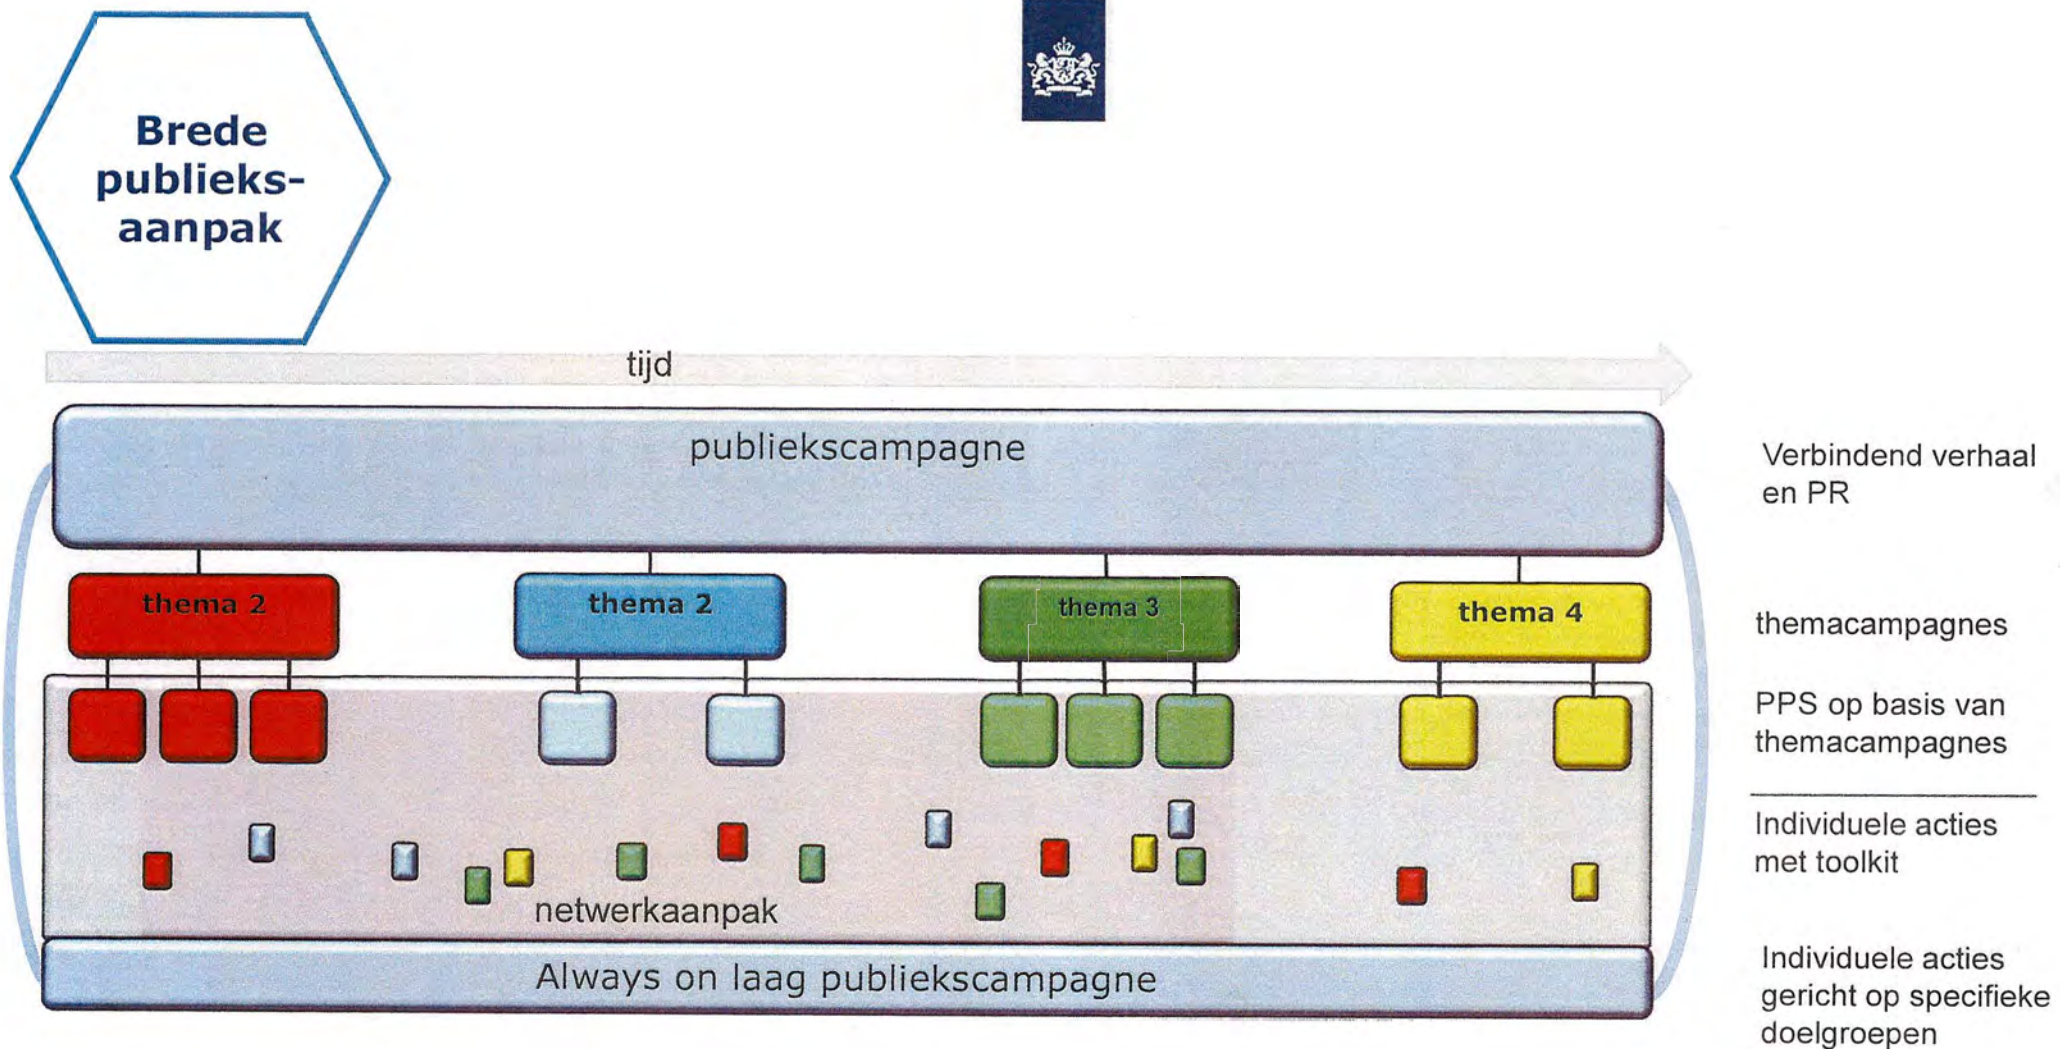 Brede
publieks-
aanpak
tijd
publiekscampagne
Verbindend verhaal
en PR
thema 2
thema 2
thema 3
thema 4
themacampagnes
PPS op basis van
themacampagnes
Individuele acties
met toolkit
netwerkaanpak
Always on laag publiekscampagne
Individuele acties
gericht op specifieke
doelgroepen